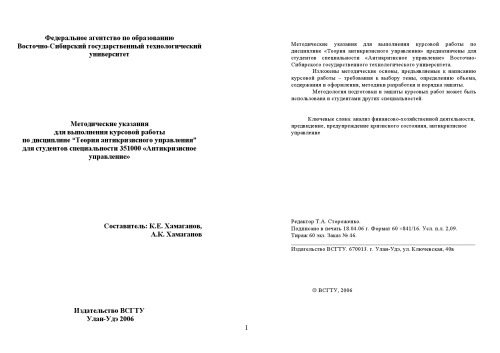 Федеральное агентство по образованию
Восточно-Сибирский государственный технологический
университет
Методические указания
для выполнения курсовой работы
по дисциплине "Теория антикризисного управления"
для студентов специальности 351000 «Антикризисное
управление»
Составитель: К.Е. Хамаганов,
А.К. Хамаганов
Издательство ВСГТУ
Улан-Удэ 2006
Методические указания для выполнения курсовой работы по
дисциплине «Теория антикризисного управления» предназначены для
студентов специальности «Антикризисное управление» Восточно-
Сибирского государственного технологического университета.
Изложены методические основы, предъявляемых к написанию
курсовой работы – требования к выбору темы, определению объема,
содержания и оформления, методики разработки и порядка защиты.
Методология подготовки и защиты курсовых работ может быть
использована и студентами других специальностей.
Ключевые слова: анализ финансово-хозяйственной деятельности,
предвидение, предупреждение кризисного состояния, антикризисное
управление
Редактор Т.А. Стороженко.
Подписано в печать 18.04.06 г. Формат 60 ×841/16. Усл. п.л. 2,09.
Тираж 60 экз. Заказ № 46.
Издательство ВСГТУ. 670013. г. Улан-Удэ, ул. Ключевская, 40в
© ВСГТУ, 2006
1